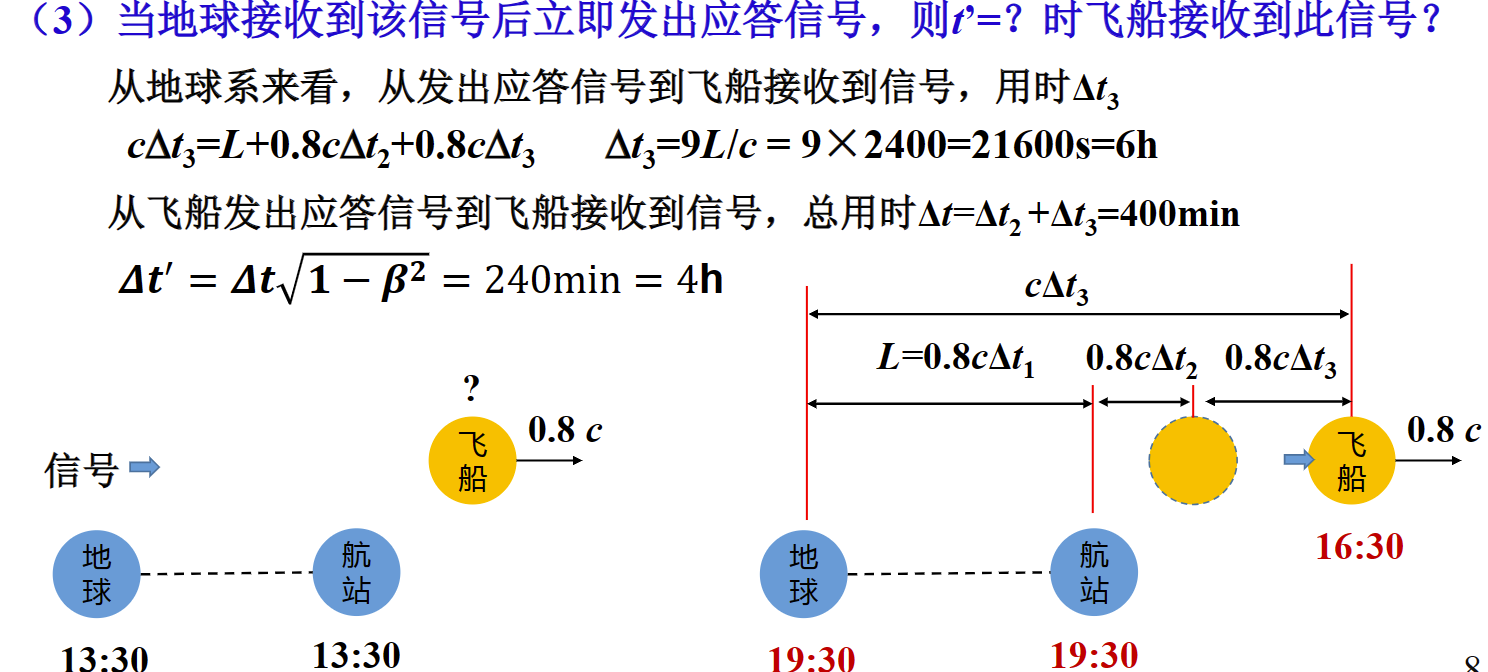 （3）当地球接收到该信号后立即发出应答信号，则t’=？时飞船接收到此信号？
从地球系来看，从发出应答信号到飞船接收到信号，用时Δt₃
cΔt₃=L+0.8cΔt₂+0.8cΔt₃ Δt₃=9L/c = 9×2400=21600s=6h
从飞船发出应答信号到飞船接收到信号，总用时Δt=Δt₂+Δt₃=400min
Δt′ = Δt√(1 − β²) = 240min = 4h
cΔt₃
L=0.8cΔt₁ 0.8cΔt₂ 0.8cΔt₃
?
飞船 0.8 c
信号
飞船 0.8 c
16:30
地球 航站
地球 航站
13:30 13:30
19:30 19:30
8